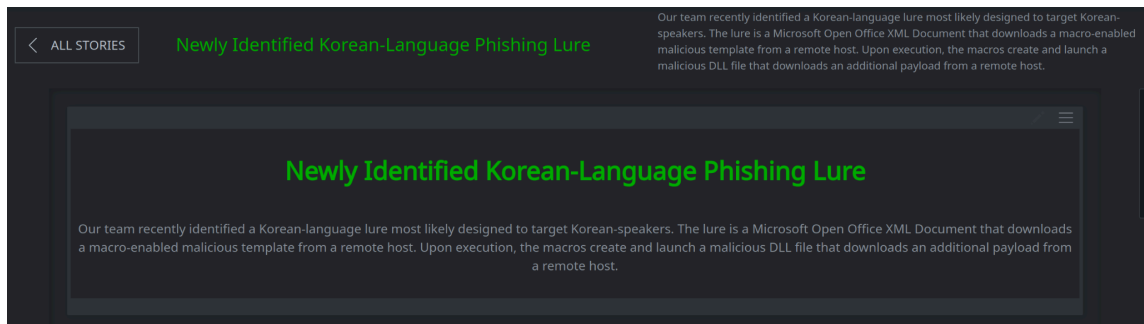 ALL STORIES
Newly Identified Korean-Language Phishing Lure
Our team recently identified a Korean-language lure most likely designed to target Korean-
speakers. The lure is a Microsoft Open Office XML Document that downloads a macro-enabled
malicious template from a remote host. Upon execution, the macros create and launch a
malicious DLL file that downloads an additional payload from a remote host.
Newly Identified Korean-Language Phishing Lure
Our team recently identified a Korean-language lure most likely designed to target Korean-speakers. The lure is a Microsoft Open Office XML Document that downloads
a macro-enabled malicious template from a remote host. Upon execution, the macros create and launch a malicious DLL file that downloads an additional payload from
a remote host.